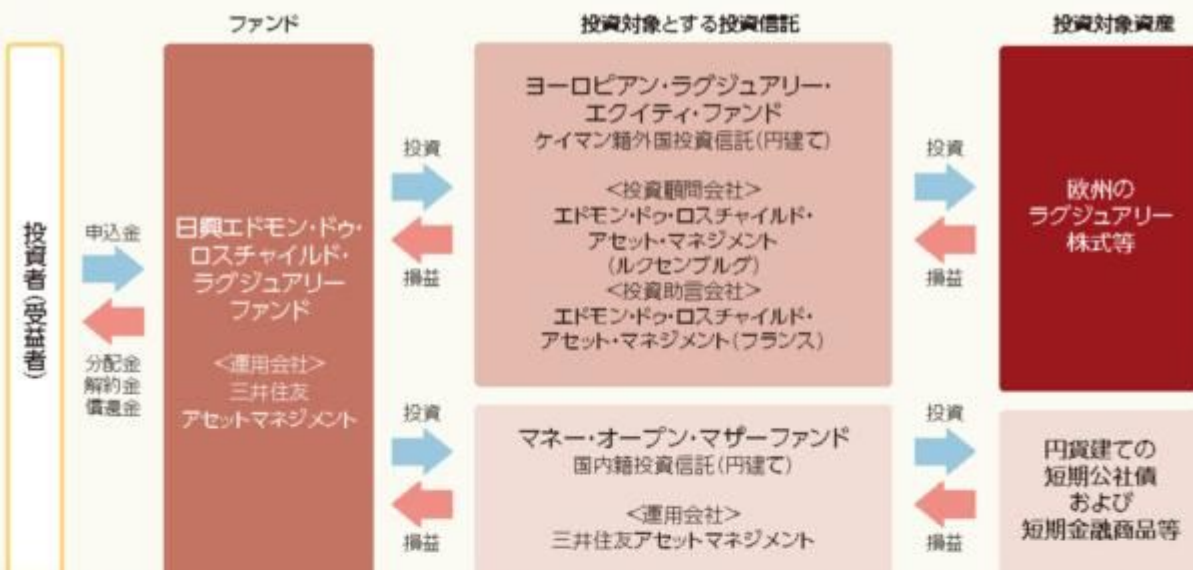 ファンド
投資対象とする投資信託
投資対象資産
投資者(受益者)
申込金
分配金
解約金
償還金
日興エドモン・ドゥ・
ロスチャイルド・
ラグジュアリー
ファンド
<運用会社>
三井住友
アセットマネジメント
投資
損益
ヨーロピアン・ラグジュアリー・
エクイティ・ファンド
ケイマン籍外国投資信託(円建て)
<投資顧問会社>
エドモン・ドゥ・ロスチャイルド・
アセット・マネジメント
(ルクセンブルグ)
<投資助言会社>
エドモン・ドゥ・ロスチャイルド・
アセット・マネジメント(フランス)
投資
損益
欧州の
ラグジュアリー
株式等
投資
損益
マネー・オープン・マザーファンド
国内籍投資信託(円建て)
<運用会社>
三井住友アセットマネジメント
投資
損益
円貨建ての
短期公社債
および
短期金融商品等